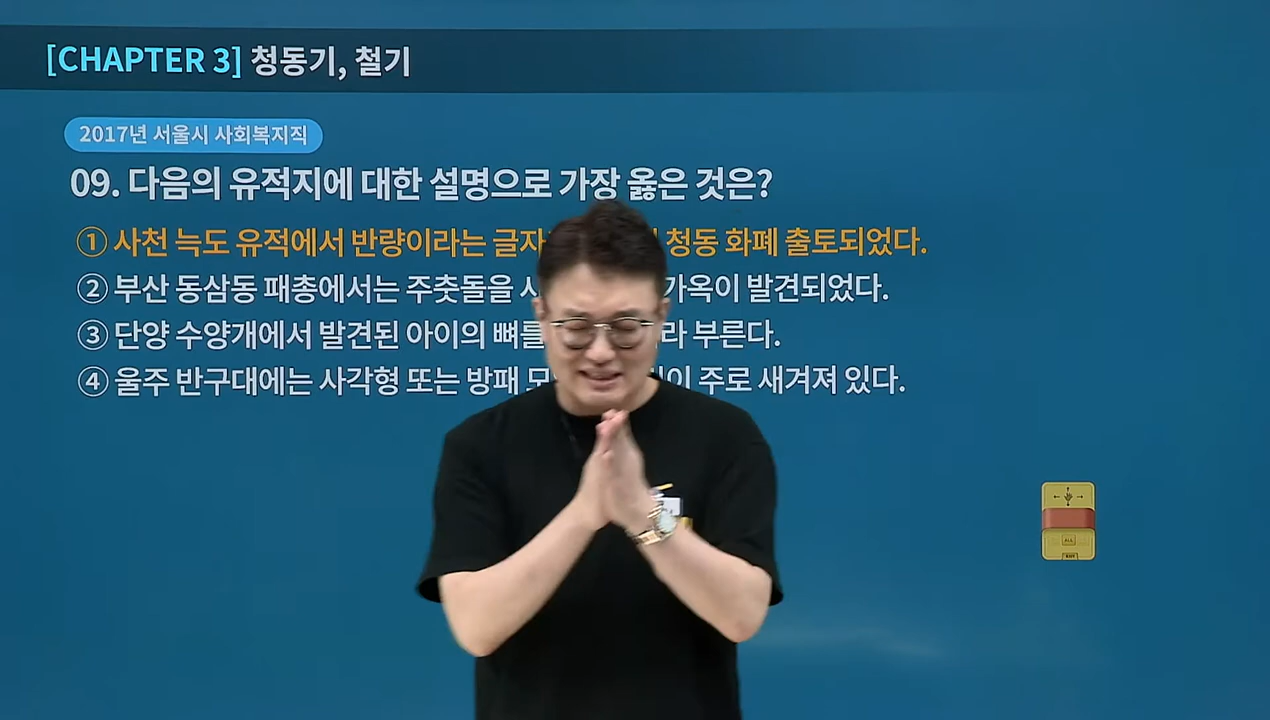 [CHAPTER 3] 청동기, 철기
2017년 서울시 사회복지직
09. 다음의 유적지에 대한 설명으로 가장 옳은 것은?
① 사천 늑도 유적에서 반량이라는 글자 청동 화폐 출토되었다.
② 부산 동삼동 패총에서는 주춧돌을 가옥이 발견되었다.
③ 단양 수양개에서 발견된 아이의 뼈를 부른다.
④ 울주 반구대에는 사각형 또는 방패 주로 새겨져 있다.
ALL
EXIT